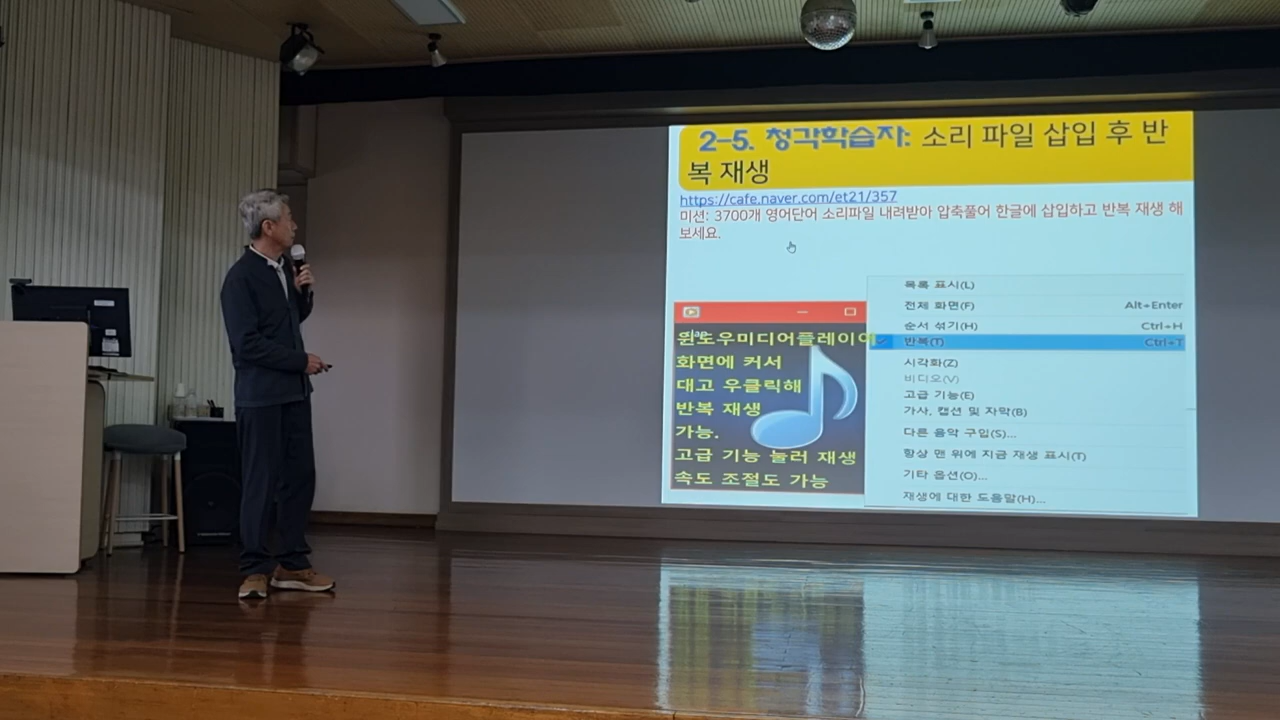 2-5. 청각학습자: 소리 파일 삽입 후 반
복 재생
https://cafe.naver.com/et21/357
미션: 3700개 영어단어 소리파일 내려받아 압축풀어 한글에 삽입하고 반복 재생 해
보세요.
윈도우미디어플레이어
화면에 커서
대고 우클릭해
반복 재생
가능.
고급 기능 눌러 재생
속도 조절도 가능
목록 표시(L)
전체 화면(F) Alt+Enter
순서 섞기(H) Ctrl+H
반복(T) Ctrl+T
시각화(Z)
비디오(V)
고급 기능(E)
가사, 캡션 및 자막(B)
다른 음악 구입(S)...
항상 맨 위에 지금 재생 표시(T)
기타 옵션(O)...
재생에 대한 도움말(H)...